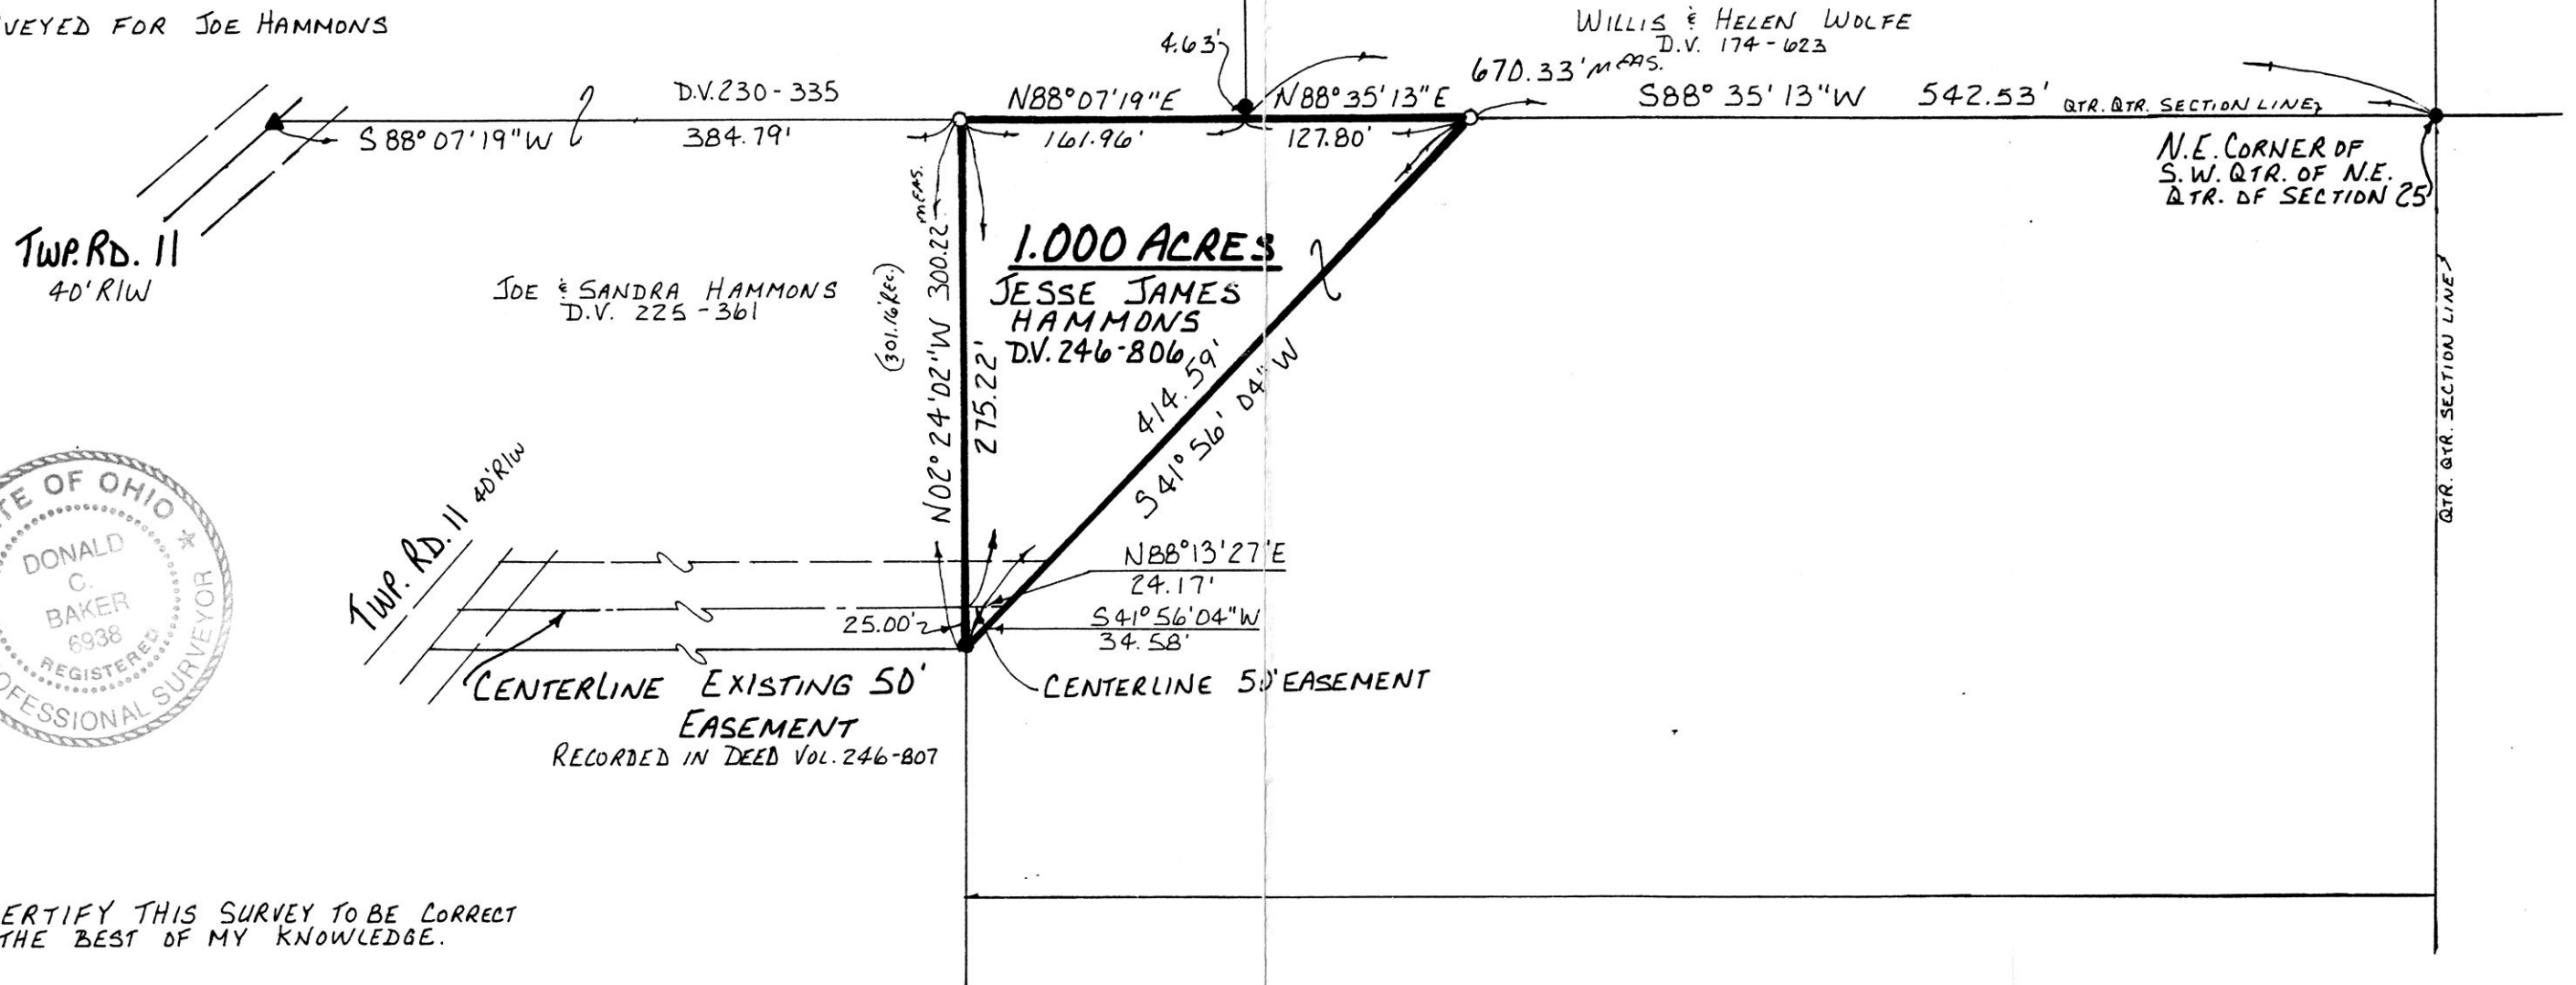 VEYED FOR JOE HAMMONS
WILLIS & HELEN WOLFE
D.V. 174-623
4.63'
670.33' MEAS.
D.V. 230-335
N88°07'19"E
N88°35'13"E
S88°35'13"W 542.53' QTR. QTR. SECTION LINE
S88°07'19"W
384.79'
161.96'
127.80'
N.E. CORNER OF
S.W. QTR. OF N.E.
QTR. OF SECTION 25
TWP. RD. 11
40' R/W
JOE & SANDRA HAMMONS
D.V. 225-361
(301.16' REC.)
N02°24'02"W 300.22' MEAS.
275.22'
1.000 ACRES
JESSE JAMES
HAMMONS
D.V. 246-806
414.59'
S41°56'04"W
QTR. QTR. SECTION LINE
TE OF OHIO
DONALD
C.
BAKER
6938
REGISTERED
OFESSIONAL SURVEYOR
TWP. RD. 11 40' R/W
N88°13'27"E
24.17'
25.00'
S41°56'04"W
34.58'
CENTERLINE EXISTING 50'
EASEMENT
RECORDED IN DEED VOL. 246-807
CENTERLINE 50' EASEMENT
ERTIFY THIS SURVEY TO BE CORRECT
THE BEST OF MY KNOWLEDGE.